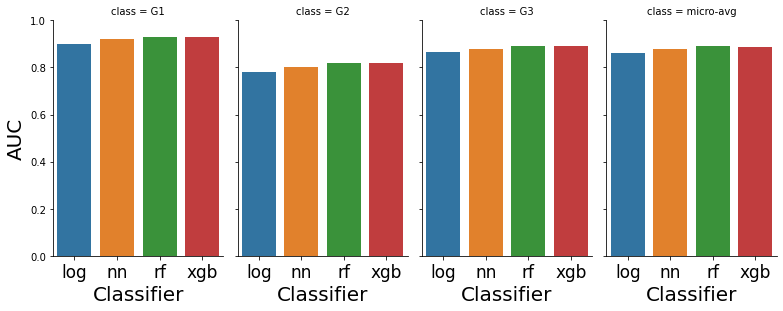 class = G1 class = G2 class = G3 class = micro-avg
1.0
0.8
0.6
0.4
0.2
0.0
AUC
log nn rf xgb log nn rf xgb log nn rf xgb log nn rf xgb
Classifier Classifier Classifier Classifier